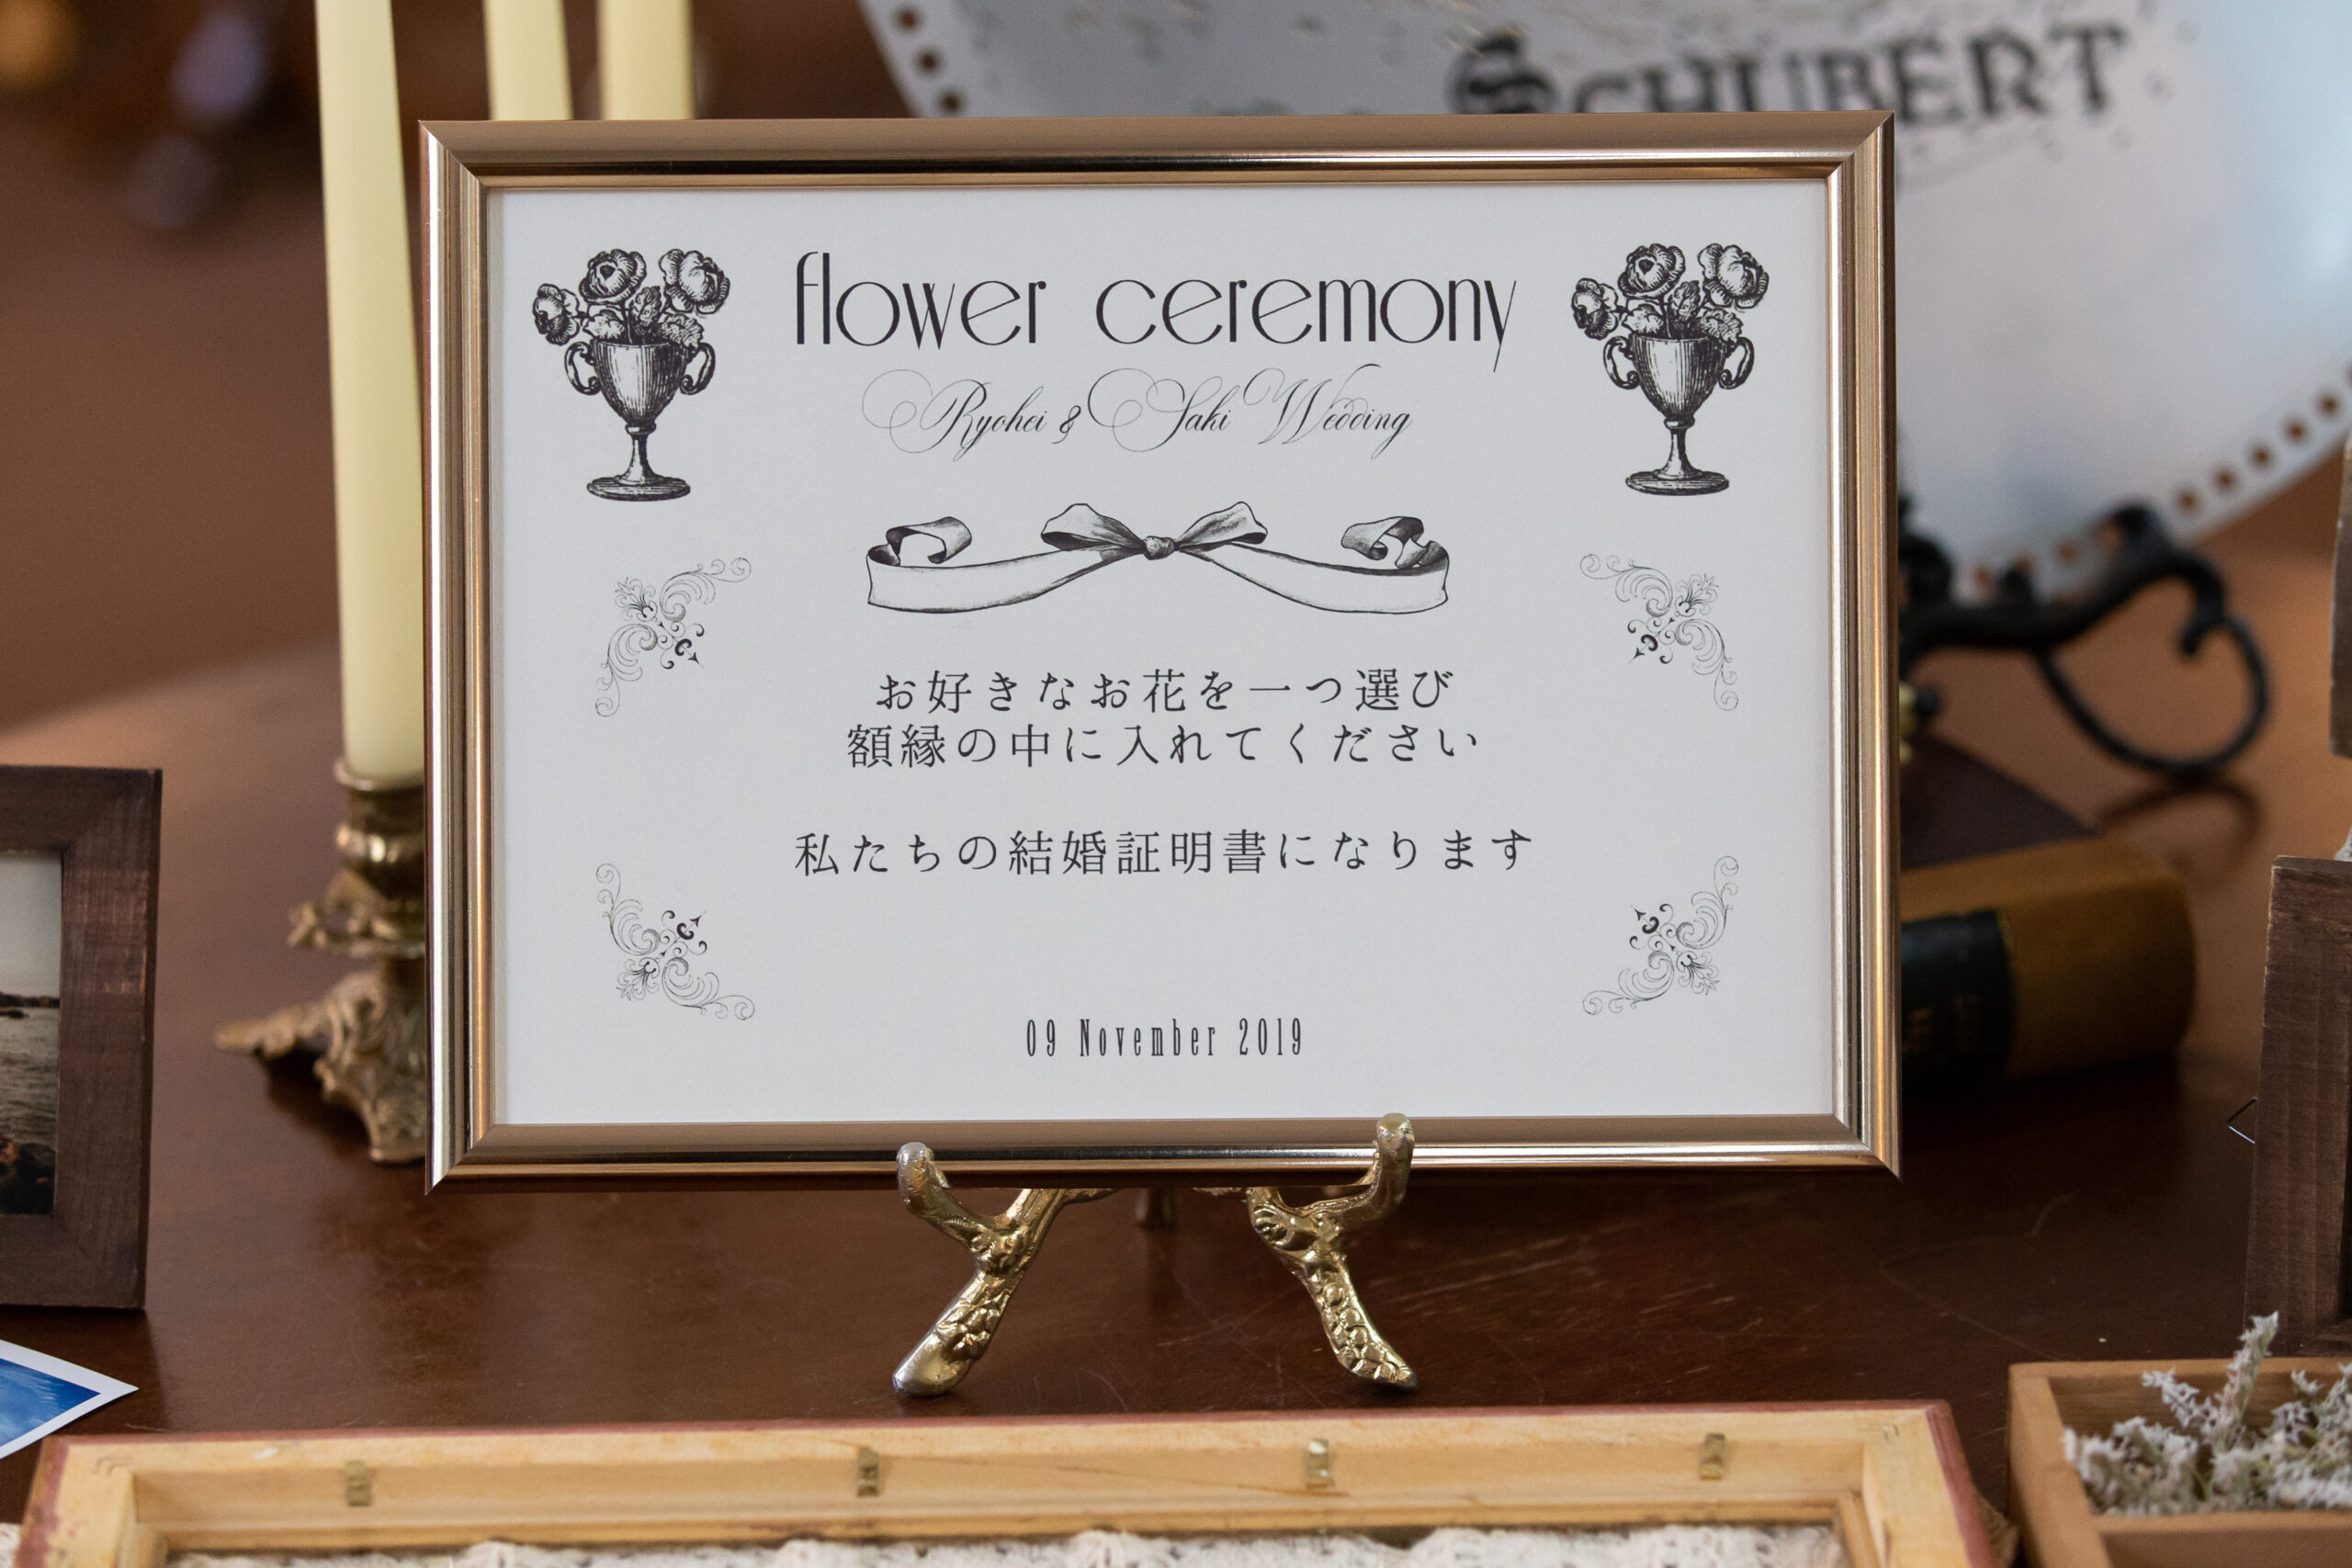 SCHUBERT
flower ceremony
Ryohei & Saki Wedding
お好きなお花を一つ選び
額縁の中に入れてください
私たちの結婚証明書になります
09 November 2019